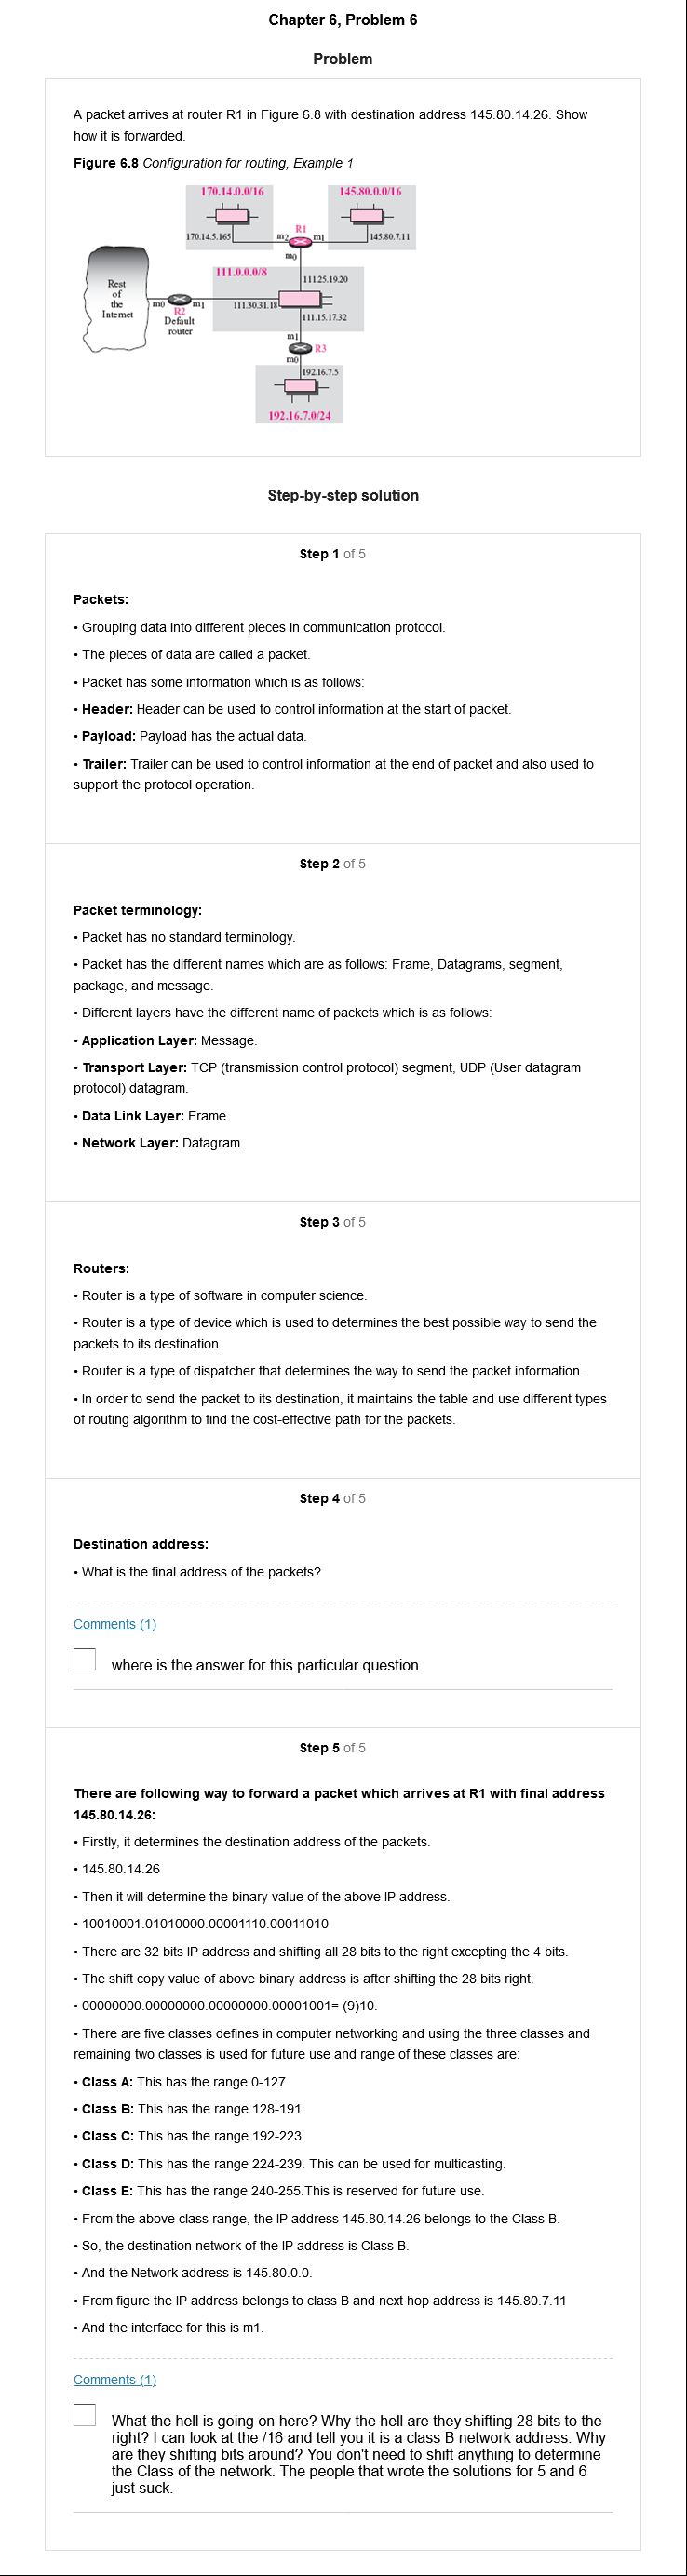 Chapter 6, Problem 6
Problem
A packet arrives at router R1 in Figure 6.8 with destination address 145.80.14.26. Show
how it is forwarded.
Figure 6.8 Configuration for routing, Example 1
170.14.0.0/16
145.80.0.0/16
170.14.5.165
m2
R1
m1
145.80.7.11
m0
111.0.0.0/8
111.25.19.20
Rest
of
the
Internet
m0
R2
m1
Default
router
111.30.31.18
111.15.17.32
m1
R3
m0
192.16.7.5
192.16.7.0/24
Step-by-step solution
Step 1 of 5
Packets:
• Grouping data into different pieces in communication protocol.
• The pieces of data are called a packet.
• Packet has some information which is as follows:
• Header: Header can be used to control information at the start of packet.
• Payload: Payload has the actual data.
• Trailer: Trailer can be used to control information at the end of packet and also used to
support the protocol operation.
Step 2 of 5
Packet terminology:
• Packet has no standard terminology.
• Packet has the different names which are as follows: Frame, Datagrams, segment,
package, and message.
• Different layers have the different name of packets which is as follows:
• Application Layer: Message.
• Transport Layer: TCP (transmission control protocol) segment, UDP (User datagram
protocol) datagram.
• Data Link Layer: Frame
• Network Layer: Datagram.
Step 3 of 5
Routers:
• Router is a type of software in computer science.
• Router is a type of device which is used to determines the best possible way to send the
packets to its destination.
• Router is a type of dispatcher that determines the way to send the packet information.
• In order to send the packet to its destination, it maintains the table and use different types
of routing algorithm to find the cost-effective path for the packets.
Step 4 of 5
Destination address:
• What is the final address of the packets?
Comments (1)
where is the answer for this particular question
Step 5 of 5
There are following way to forward a packet which arrives at R1 with final address
145.80.14.26:
• Firstly, it determines the destination address of the packets.
• 145.80.14.26
• Then it will determine the binary value of the above IP address.
• 10010001.01010000.00001110.00011010
• There are 32 bits IP address and shifting all 28 bits to the right excepting the 4 bits.
• The shift copy value of above binary address is after shifting the 28 bits right.
• 00000000.00000000.00000000.00001001= (9)10.
• There are five classes defines in computer networking and using the three classes and
remaining two classes is used for future use and range of these classes are:
• Class A: This has the range 0-127
• Class B: This has the range 128-191.
• Class C: This has the range 192-223.
• Class D: This has the range 224-239. This can be used for multicasting.
• Class E: This has the range 240-255.This is reserved for future use.
• From the above class range, the IP address 145.80.14.26 belongs to the Class B.
• So, the destination network of the IP address is Class B.
• And the Network address is 145.80.0.0.
• From figure the IP address belongs to class B and next hop address is 145.80.7.11
• And the interface for this is m1.
Comments (1)
What the hell is going on here? Why the hell are they shifting 28 bits to the
right? I can look at the /16 and tell you it is a class B network address. Why
are they shifting bits around? You don't need to shift anything to determine
the Class of the network. The people that wrote the solutions for 5 and 6
just suck.